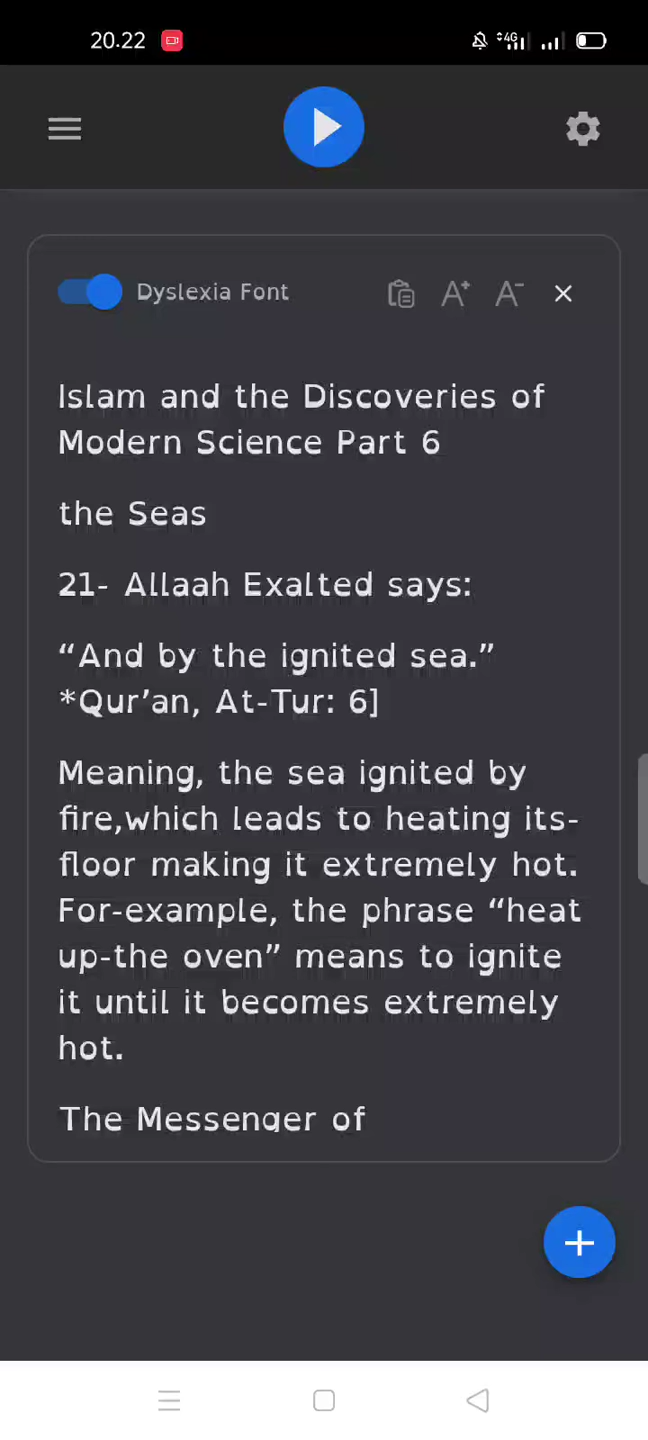 20.22
4G
Dyslexia Font
A+
A-
Islam and the Discoveries of
Modern Science Part 6
the Seas
21- Allaah Exalted says:
“And by the ignited sea.”
*Qur’an, At-Tur: 6]
Meaning, the sea ignited by
fire,which leads to heating its-
floor making it extremely hot.
For-example, the phrase “heat
up-the oven” means to ignite
it until it becomes extremely
hot.
The Messenger of